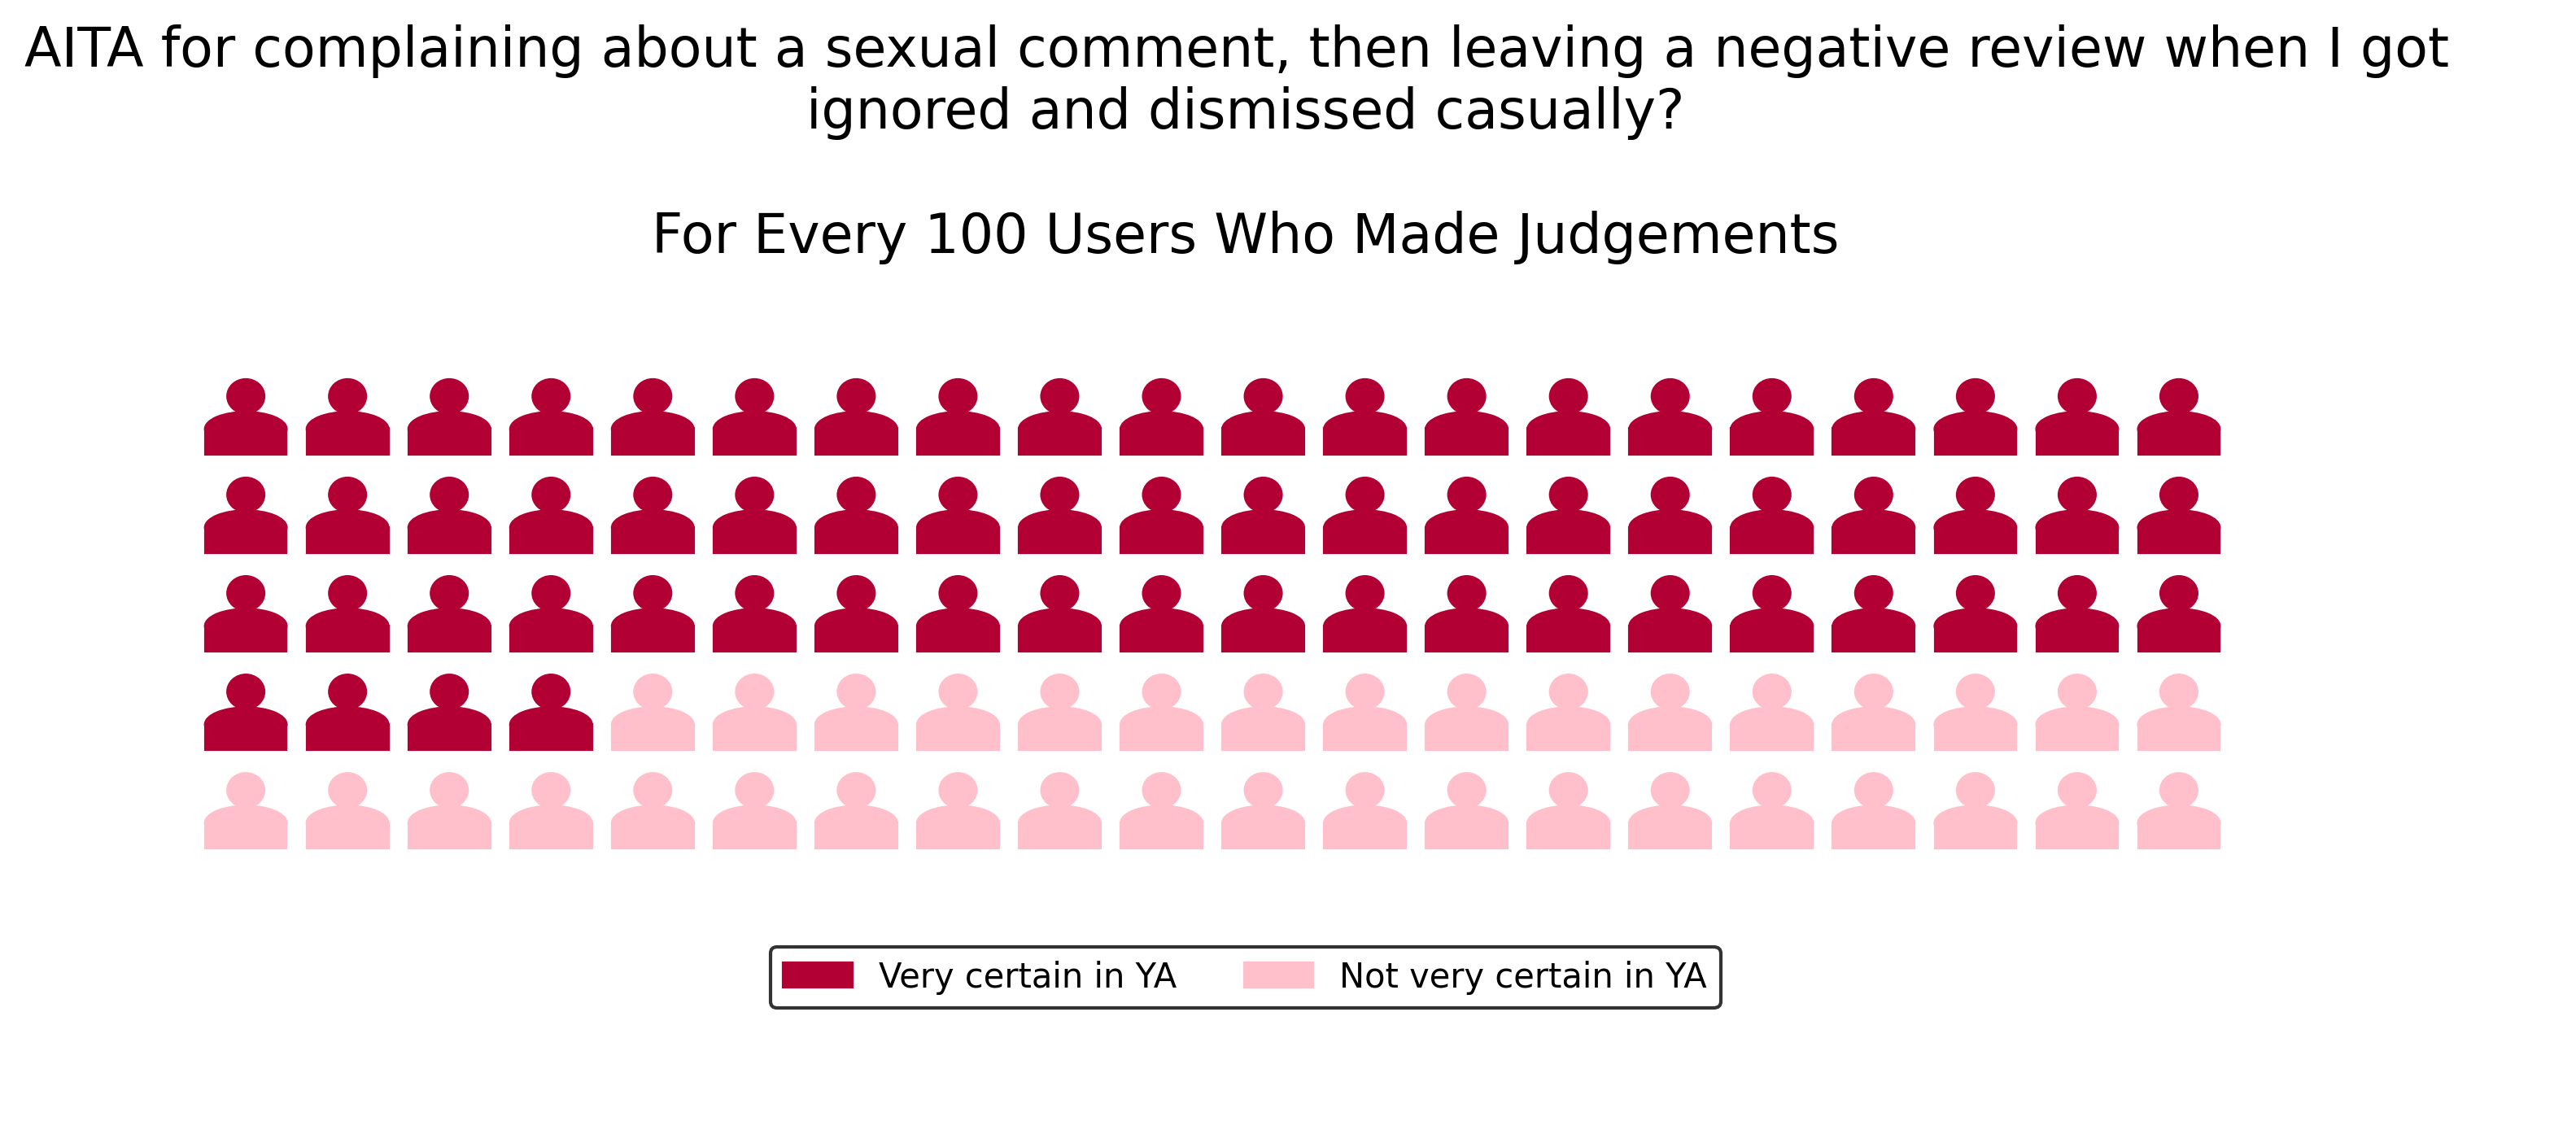 AITA for complaining about a sexual comment, then leaving a negative review when I got
ignored and dismissed casually?
For Every 100 Users Who Made Judgements
Very certain in YA
Not very certain in YA